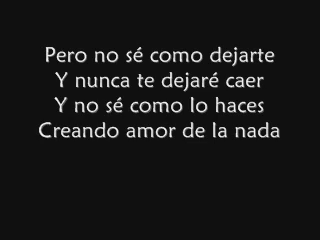 Pero no sé como dejarte
Y nunca te dejaré caer
Y no sé como lo haces
Creando amor de la nada